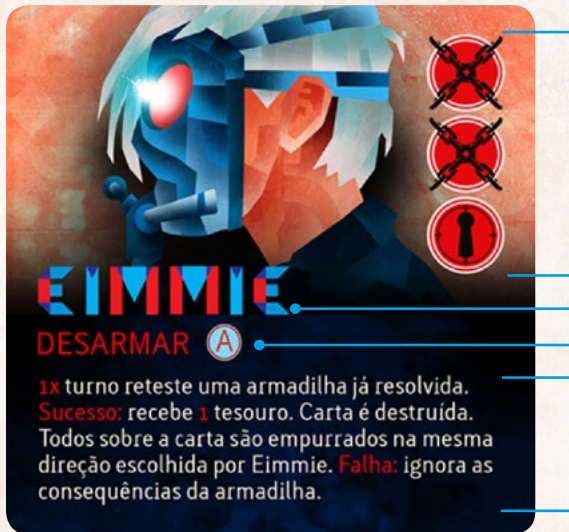 EIMMIE
DESARMAR A
1x turno reteste uma armadilha já resolvida.
Sucesso: recebe 1 tesouro. Carta é destruída.
Todos sobre a carta são empurrados na mesma
direção escolhida por Eimmie. Falha: ignora as
consequências da armadilha.